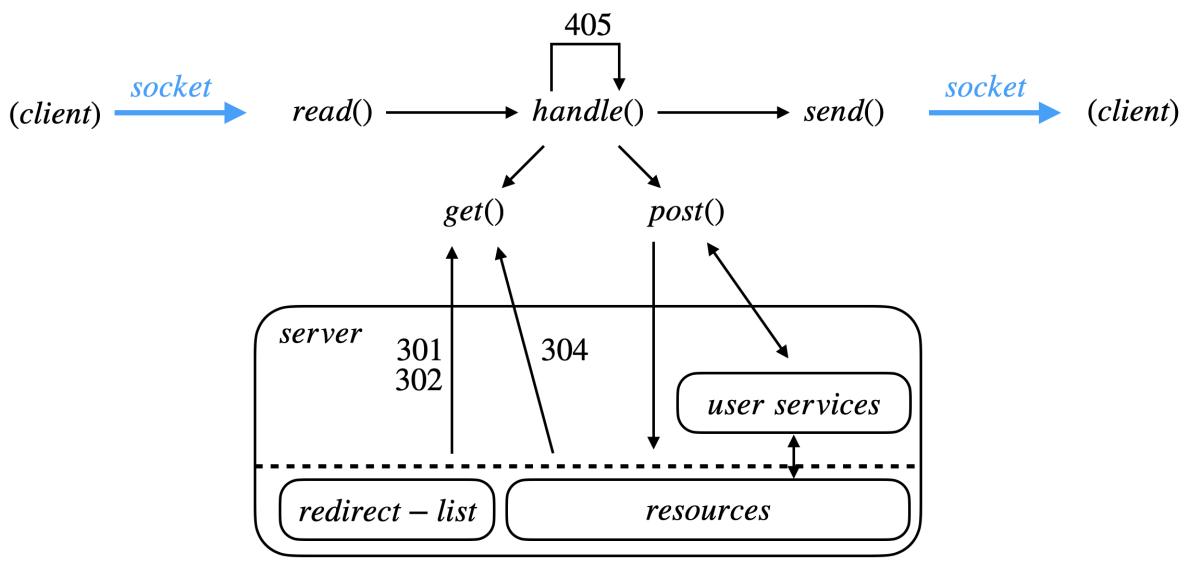 405
socket
socket
(client)
read()
handle()
send()
(client)
get()
post()
server
301
302
304
user services
redirect – list
resources